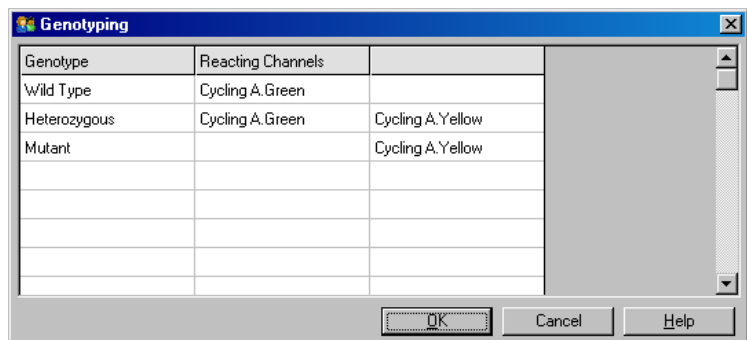 Genotyping
Genotype Reacting Channels
Wild Type Cycling A.Green
Heterozygous Cycling A.Green Cycling A.Yellow
Mutant Cycling A.Yellow
OK Cancel Help